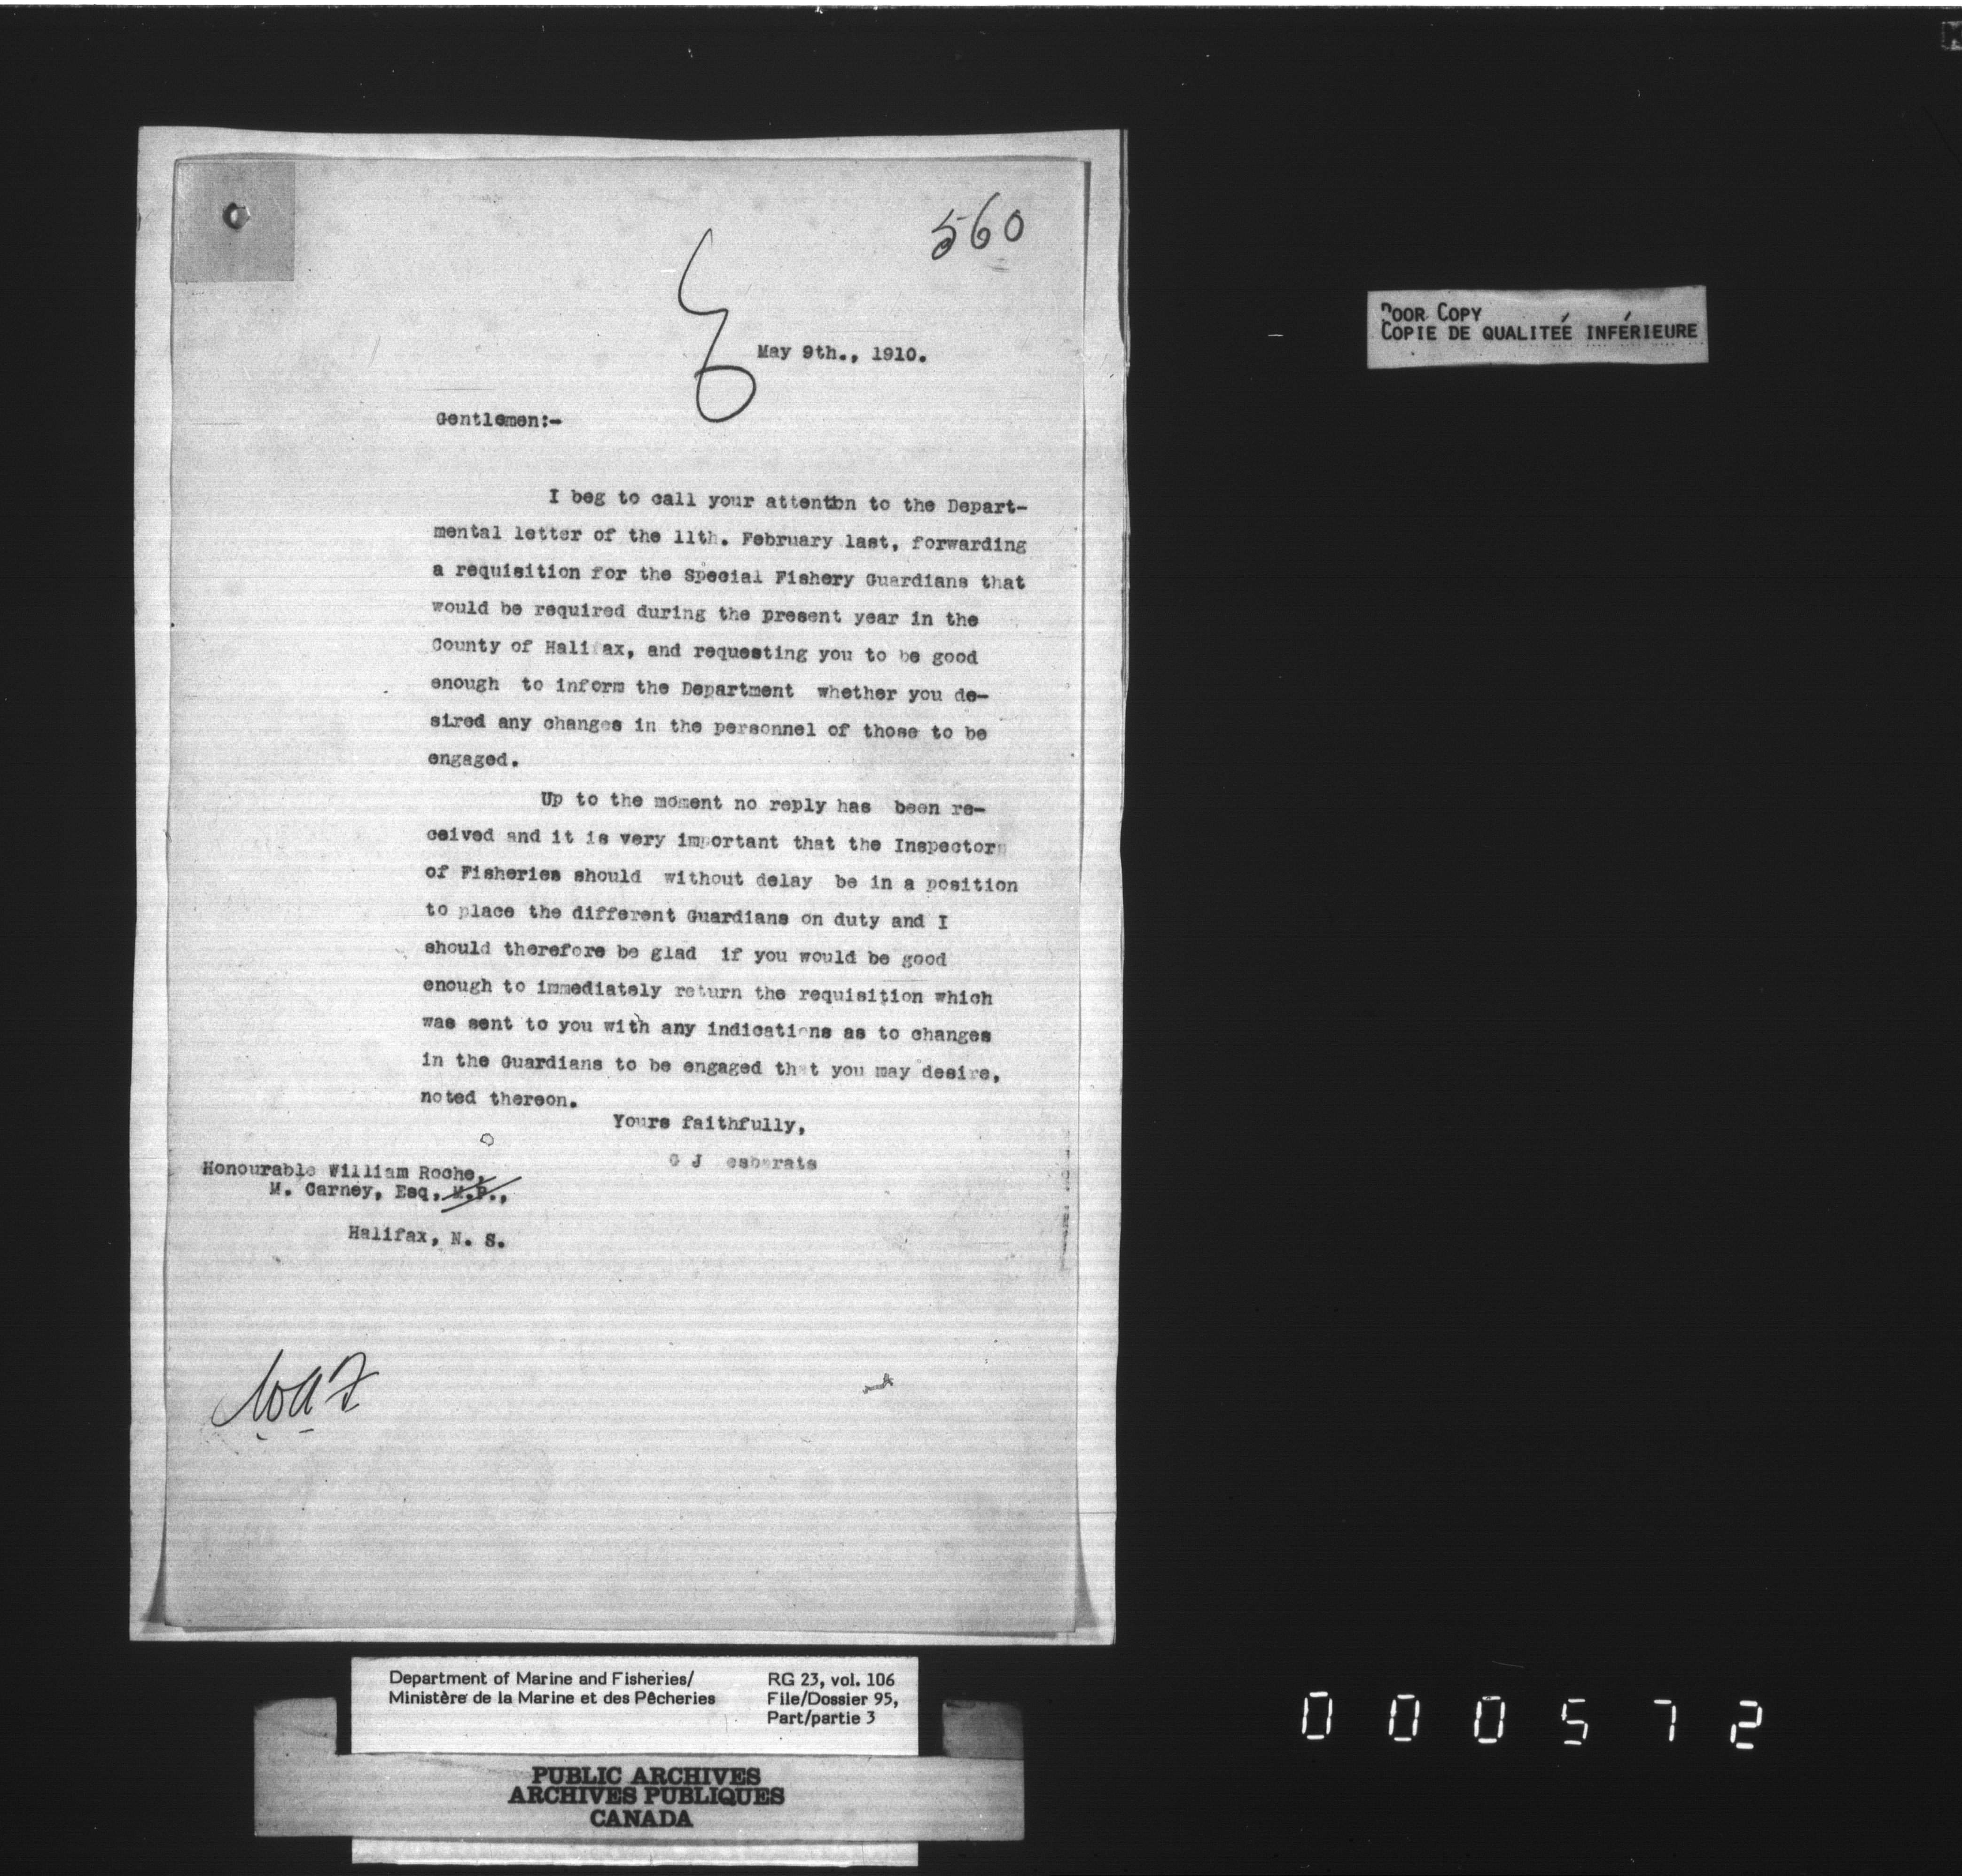 560
May 9th., 1910.
Gentlemen:-
I beg to call your attention to the Depart-
mental letter of the 11th. February last, forwarding
a requisition for the Special Fishery Guardians that
would be required during the present year in the
County of Halifax, and requesting you to be good
enough to inform the Department whether you de-
sired any changes in the personnel of those to be
engaged.
Up to the moment no reply has been re-
ceived and it is very important that the Inspectors
of Fisheries should without delay be in a position
to place the different Guardians on duty and I
should therefore be glad if you would be good
enough to immediately return the requisition which
was sent to you with any indications as to changes
in the Guardians to be engaged that you may desire,
noted thereon.
Yours faithfully,
G J esbarats
Honourable William Roche,
M. Carney, Esq, M.P.,
Halifax, N. S.
POOR COPY
COPIE DE QUALITEÉ INFÉRIEURE
Department of Marine and Fisheries/
Ministère de la Marine et des Pêcheries
RG 23, vol. 106
File/Dossier 95,
Part/partie 3
PUBLIC ARCHIVES
ARCHIVES PUBLIQUES
CANADA
000572